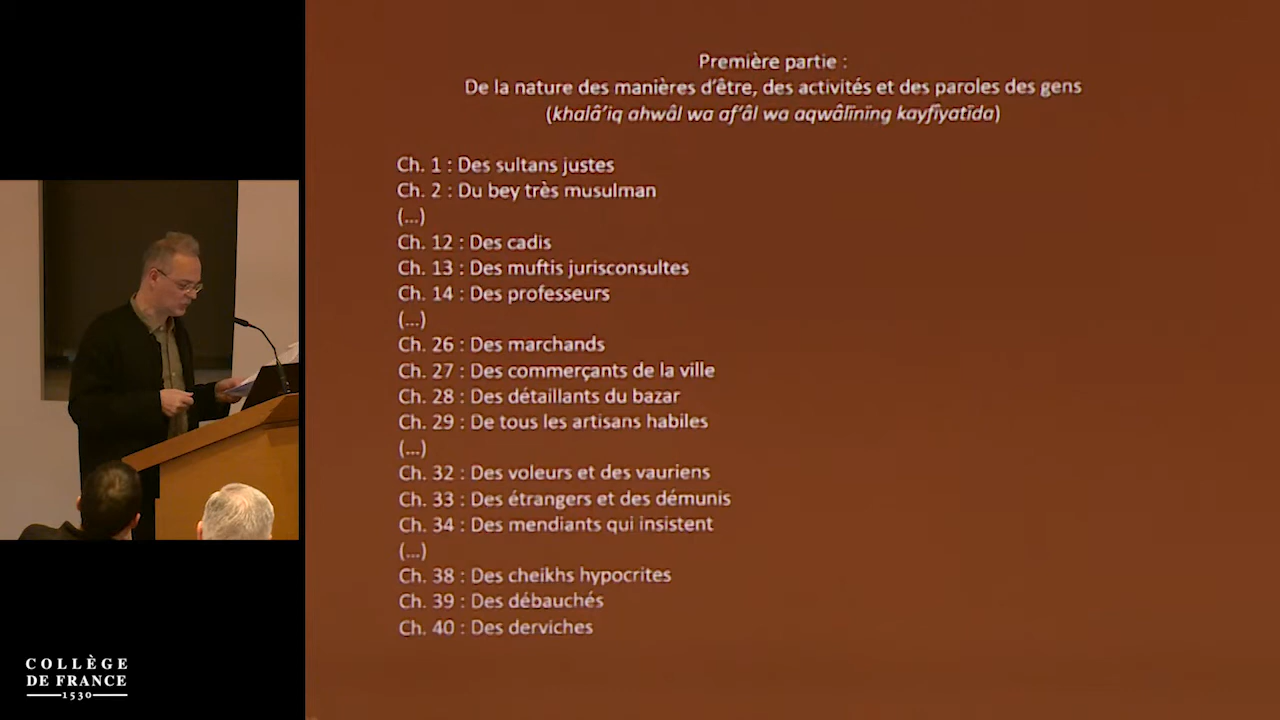 Première partie :
De la nature des manières d'être, des activités et des paroles des gens
(khalâ'iq ahwâl wa af'âl wa aqwâlïnïng kayfîyatïda)
Ch. 1 : Des sultans justes
Ch. 2 : Du bey très musulman
(...)
Ch. 12 : Des cadis
Ch. 13 : Des muftis jurisconsultes
Ch. 14 : Des professeurs
(...)
Ch. 26 : Des marchands
Ch. 27 : Des commerçants de la ville
Ch. 28 : Des détaillants du bazar
Ch. 29 : De tous les artisans habiles
(...)
Ch. 32 : Des voleurs et des vauriens
Ch. 33 : Des étrangers et des démunis
Ch. 34 : Des mendiants qui insistent
(...)
Ch. 38 : Des cheikhs hypocrites
Ch. 39 : Des débauchés
Ch. 40 : Des derviches
COLLÈGE
DE FRANCE
1530